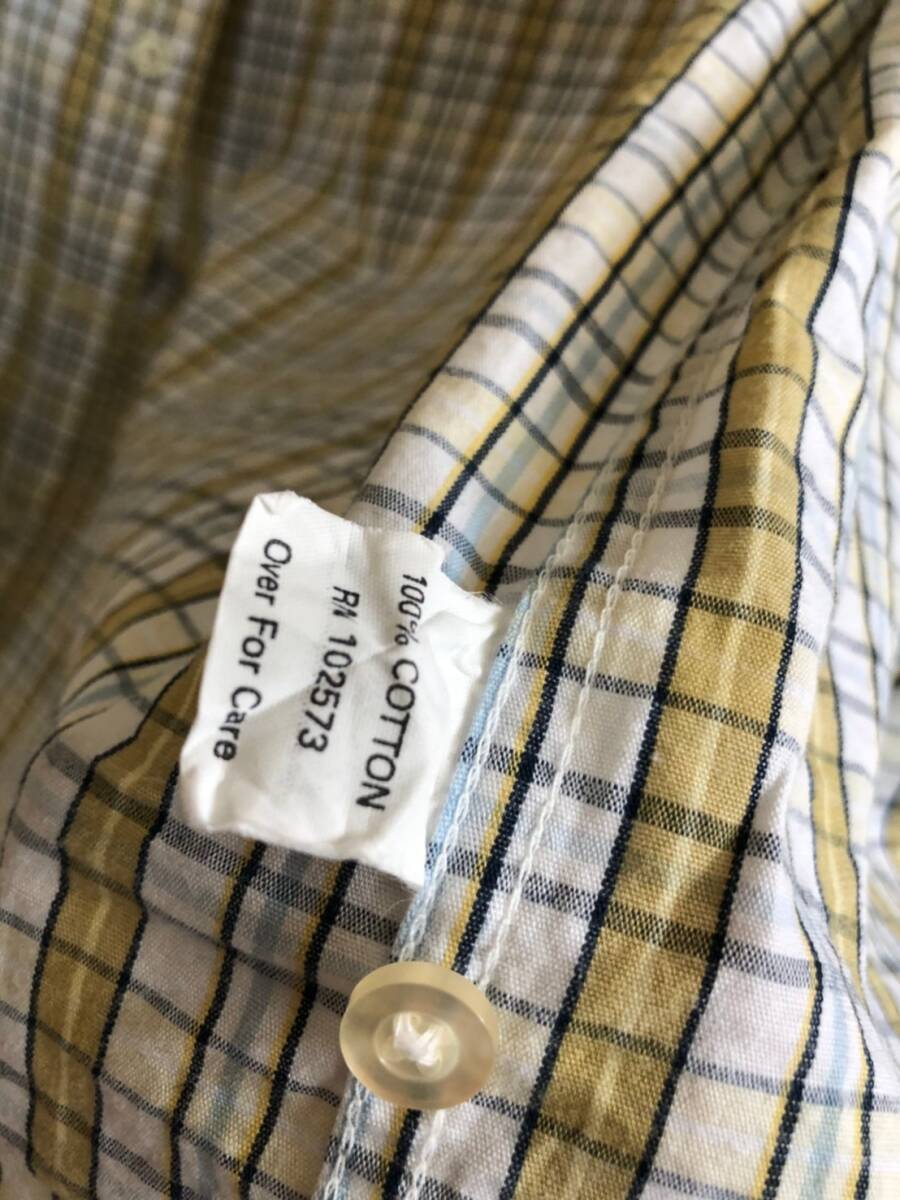 100% COTTON
RN 102573
Over For Care